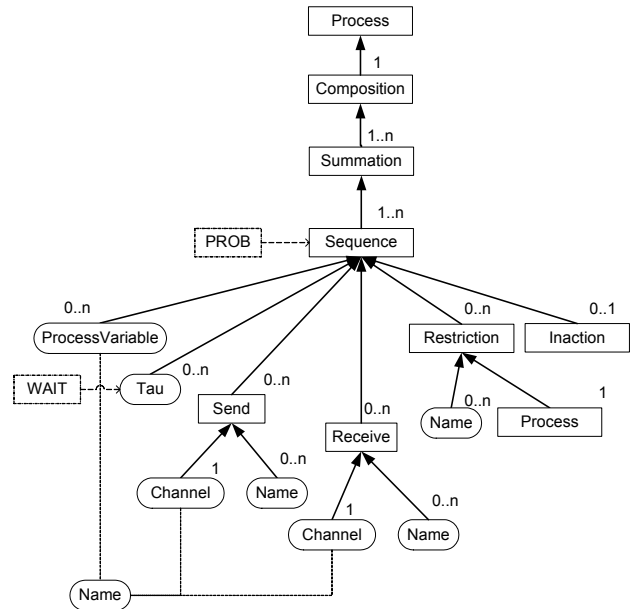 Process
1
Composition
1..n
Summation
1..n
PROB
Sequence
0..n
0..n
0..1
ProcessVariable
Restriction
Inaction
WAIT
Tau
0..n
0..n
Send
0..n
Name
0..n
1
Process
Receive
1
0..n
Channel
Name
1
0..n
Channel
Name
Name